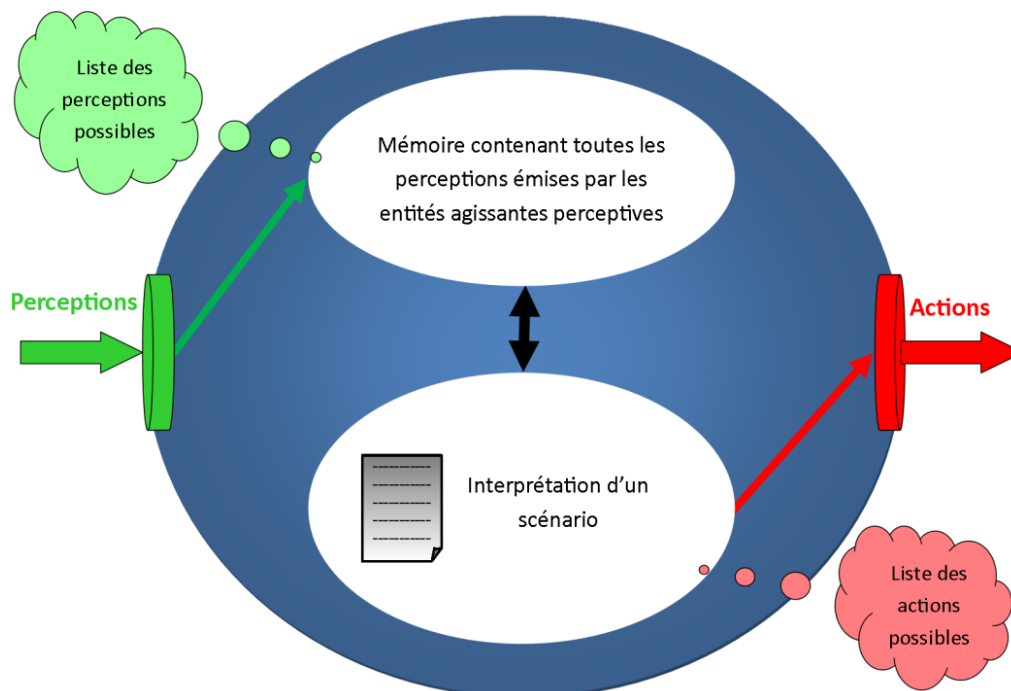 Liste des
perceptions
possibles
Mémoire contenant toutes les
perceptions émises par les
entités agissantes perceptives
Perceptions
Actions
Interprétation d’un
scénario
Liste des
actions
possibles